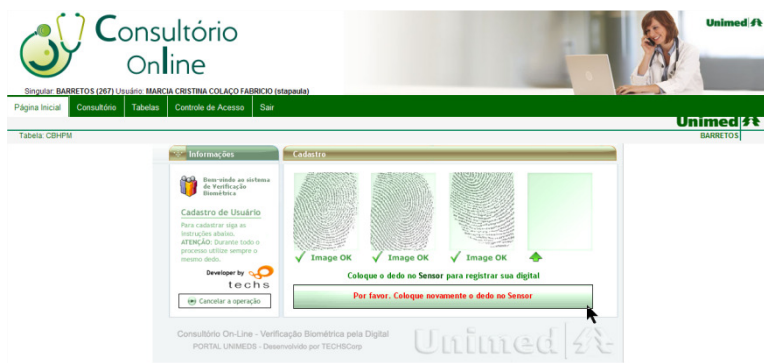 Consultório
Online
Unimed
Singular: BARRETOS (267) Usuário: MARCIA CRISTINA COLAÇO FABRICIO (stapaula)
Página Inicial Consultório Tabelas Controle de Acesso Sair
Unimed
Tabela: CBHPM
BARRETOS
Informações
Bem-vindo ao sistema
de Verificação
Biométrica
Cadastro de Usuário
Para cadastrar siga as
instruções abaixo.
ATENÇÃO: Durante todo o
processo utilize sempre o
mesmo dedo.
Developer by
techs
Cancelar a operação
Cadastro
Image OK Image OK Image OK
Coloque o dedo no Sensor para registrar sua digital
Por favor, Coloque novamente o dedo no Sensor
Consultório On-Line - Verificação Biométrica pela Digital
PORTAL UNIMEDS - Desenvolvido por TECHSCorp
Unimed